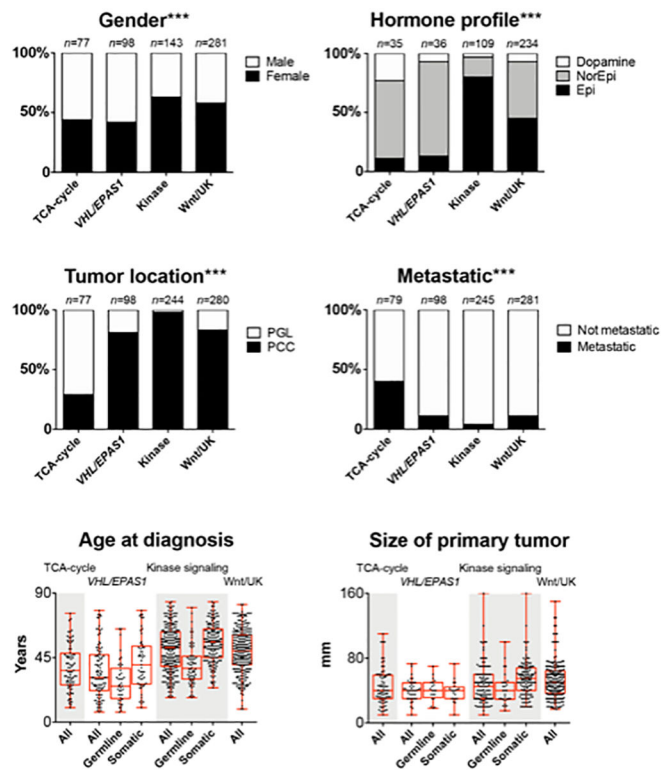 Gender***
n=77 n=98 n=143 n=281
100%
50%
0
Male
Female
TCA-cycle
VHL/EPAS1
Kinase
Wnt/UK
Hormone profile***
n=35 n=36 n=109 n=234
100%
50%
0
Dopamine
NorEpi
Epi
TCA-cycle
VHL/EPAS1
Kinase
Wnt/UK
Tumor location***
n=77 n=98 n=244 n=280
100%
50%
0
PGL
PCC
TCA-cycle
VHL/EPAS1
Kinase
Wnt/UK
Metastatic***
n=79 n=98 n=245 n=281
100%
50%
0
Not metastatic
Metastatic
TCA-cycle
VHL/EPAS1
Kinase
Wnt/UK
Age at diagnosis
TCA-cycle Kinase signaling
VHL/EPAS1 Wnt/UK
90
45
0
Years
All
All
Germline
Somatic
All
Germline
Somatic
All
Size of primary tumor
TCA-cycle Kinase signaling
VHL/EPAS1 Wnt/UK
160
80
40
0
mm
All
All
Germline
Somatic
All
Germline
Somatic
All